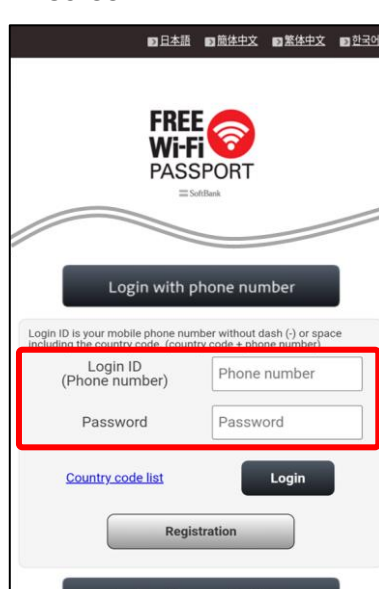 日本語 簡体中文 繁体中文 한국어
FREE
Wi-Fi
PASSPORT
SoftBank
Login with phone number
Login ID is your mobile phone number without dash (-) or space
including the country code. (country code + phone number)
Login ID
(Phone number)
Phone number
Password
Password
Country code list
Login
Registration